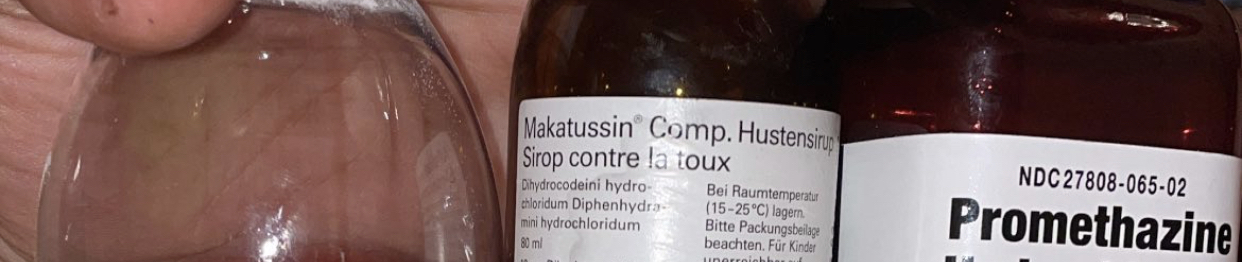 Makatussin® Comp. Hustensirup
Sirop contre la toux
Dihydrocodeini hydro-
chloridum Diphenhydra-
mini hydrochloridum
80 ml
Bei Raumtemperatur
(15-25°C) lagern.
Bitte Packungsbeilage
beachten. Für Kinder
NDC 27808-065-02
Promethazine